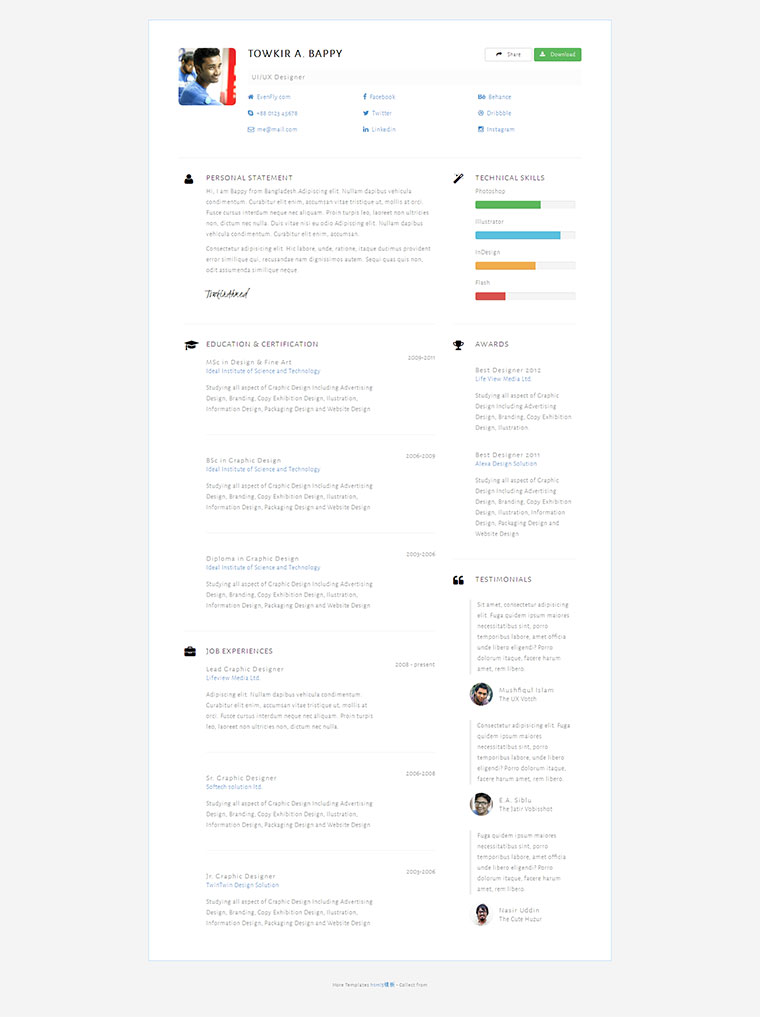 TOWKIR A. BAPPY
Share
Download
UI/UX Designer
Evenfly.com
Facebook
Behance
+88 0123 45678
Twitter
Dribbble
me@mail.com
LinkedIn
Instagram
PERSONAL STATEMENT
Hi, I am Bappy from Bangladesh Adipiscing elit. Nullam dapibus vehicula
condimentum. Curabitur elit enim, accumsan vitae tristique ut, mollis at orci.
Fusce cursus interdum neque nec aliquam. Proin turpis leo, laoreet non ultricies
non, dictum nec nulla. Duis vitae nisi eu odio Adipiscing elit. Nullam dapibus
vehicula condimentum. Curabitur elit enim, accumsan.
Consectetur adipisicing elit. Hic labore, unde, ratione, itaque ducimus provident
error similique qui, recusandae nam dignissimos autem. Sequi quas quis non,
odit assumenda similique neque.
TowkirAhmed
TECHNICAL SKILLS
Photoshop
Illustrator
InDesign
Flash
EDUCATION & CERTIFICATION
MSc in Design & Fine Art
2009-2011
Ideal Institute of Science and Technology
Studying all aspect of Graphic Design Including Advertising
Design, Branding, Copy Exhibition Design, Ilustration,
Information Design, Packaging Design and Website Design
BSc in Graphic Design
2006-2009
Ideal Institute of Science and Technology
Studying all aspect of Graphic Design Including Advertising
Design, Branding, Copy Exhibition Design, Ilustration,
Information Design, Packaging Design and Website Design
Diploma in Graphic Design
2003-2006
Ideal Institute of Science and Technology
Studying all aspect of Graphic Design Including Advertising
Design, Branding, Copy Exhibition Design, Ilustration,
Information Design, Packaging Design and Website Design
JOB EXPERIENCES
Lead Graphic Designer
2008 - present
Lifeview Media Ltd.
Adipiscing elit. Nullam dapibus vehicula condimentum.
Curabitur elit enim, accumsan vitae tristique ut, mollis at
orci. Fusce cursus interdum neque nec aliquam. Proin turpis
leo, laoreet non ultricies non, dictum nec nulla.
Sr. Graphic Designer
2006-2008
Softech solution ltd.
Studying all aspect of Graphic Design Including Advertising
Design, Branding, Copy Exhibition Design, Ilustration,
Information Design, Packaging Design and Website Design
Jr. Graphic Designer
2003-2006
TwinTwin Design Solution
Studying all aspect of Graphic Design Including Advertising
Design, Branding, Copy Exhibition Design, Ilustration,
Information Design, Packaging Design and Website Design
AWARDS
Best Designer 2012
Life View Media Ltd.
Studying all aspect of Graphic
Design Including Advertising
Design, Branding, Copy Exhibition
Design, Ilustration.
Best Designer 2011
Alexa Design Solution
Studying all aspect of Graphic
Design Including Advertising
Design, Branding, Copy Exhibition
Design, Ilustration, Information
Design, Packaging Design and
Website Design
TESTIMONIALS
Sit amet, consectetur adipisicing
elit. Fuga quidem ipsum maiores
necessitatibus sint, porro
temporibus labore, amet officia
unde libero eligendi? Porro
dolorum itaque, facere harum
amet, rem libero.
Mushfiqul Islam
The UX Votch
Consectetur adipisicing elit. Fuga
quidem ipsum maiores
necessitatibus sint, porro
temporibus labore, amet officia
unde libero
eligendi? Porro dolorum itaque,
facere harum amet, rem libero.
E.A. Siblu
The Jatir Vobisshot
Fuga quidem ipsum maiores
necessitatibus sint, porro
temporibus labore, amet officia
unde libero eligendi? Porro
dolorum itaque, facere harum
amet, rem libero.
Nasir Uddin
The Cute Huzur
More Templates html5模板 - Collect from